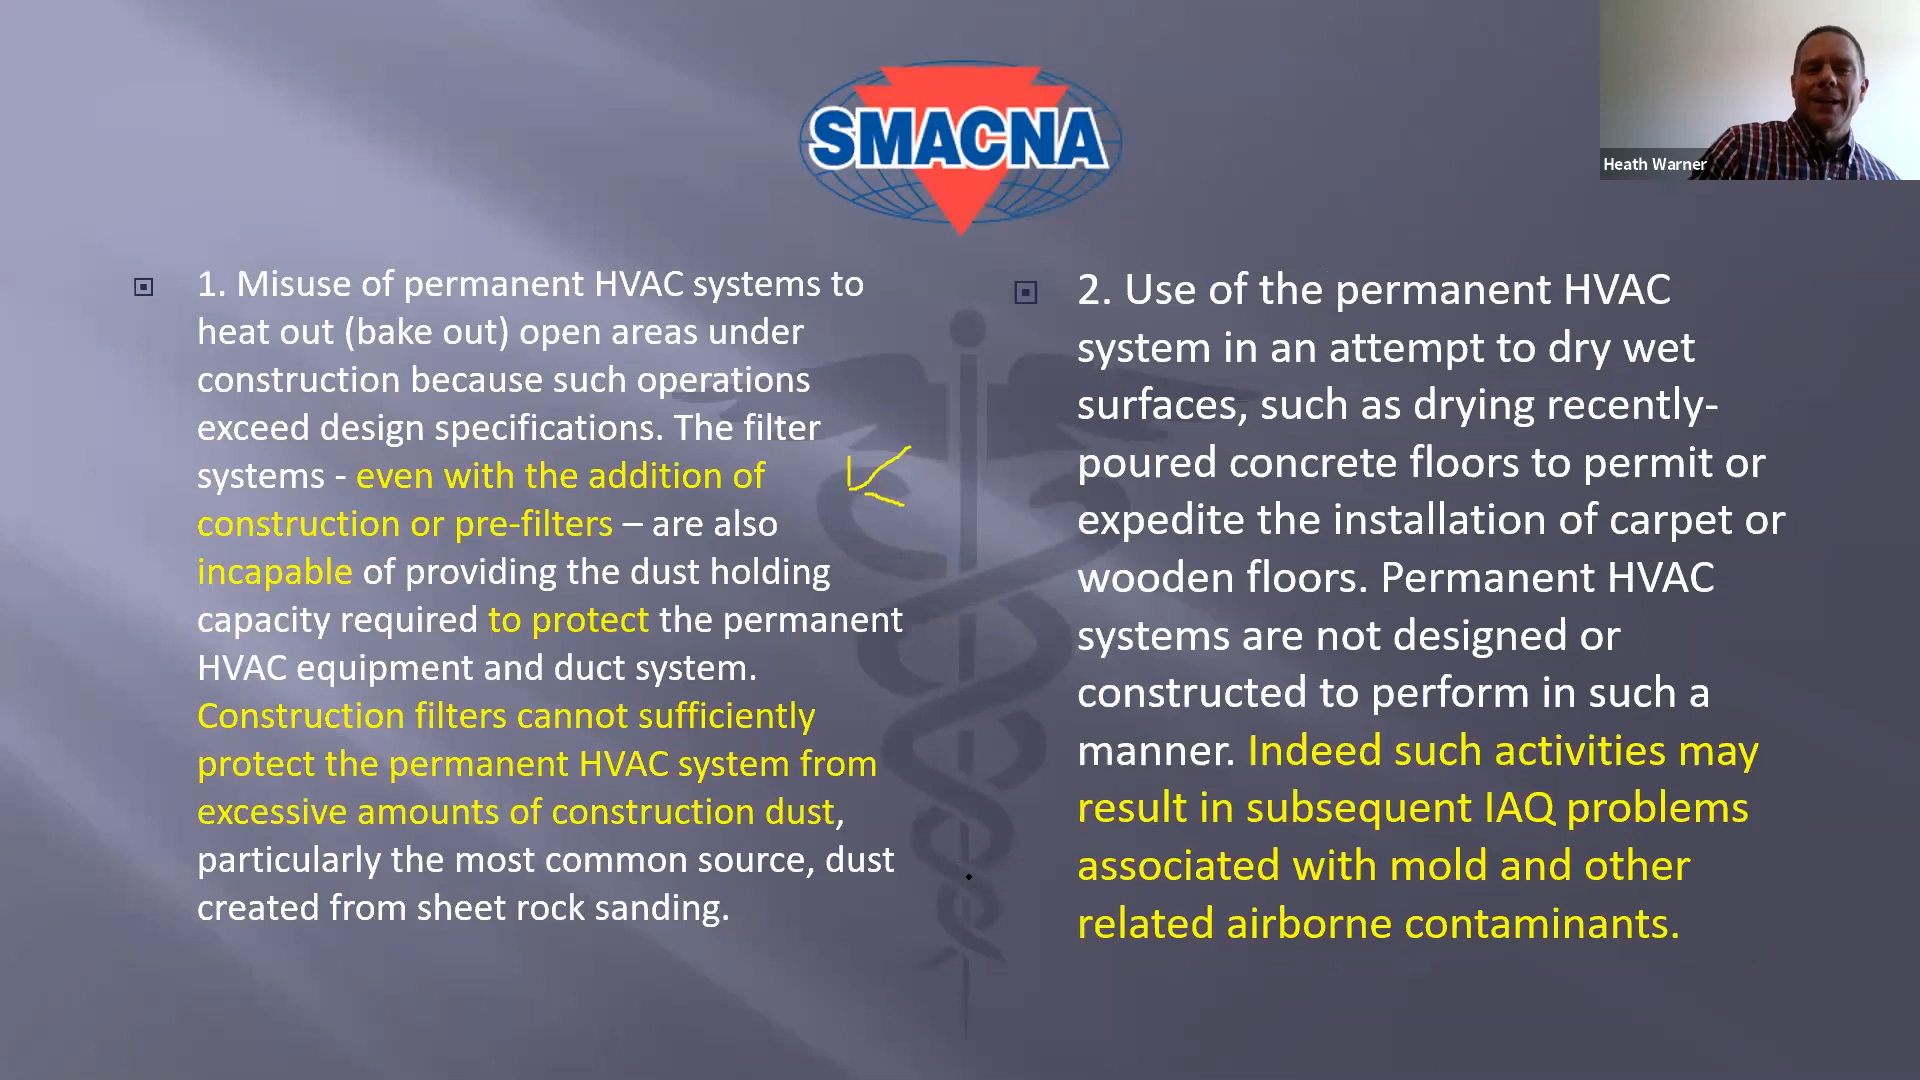 SMACNA
Heath Warner
1. Misuse of permanent HVAC systems to
heat out (bake out) open areas under
construction because such operations
exceed design specifications. The filter
systems - even with the addition of
construction or pre-filters – are also
incapable of providing the dust holding
capacity required to protect the permanent
HVAC equipment and duct system.
Construction filters cannot sufficiently
protect the permanent HVAC system from
excessive amounts of construction dust,
particularly the most common source, dust
created from sheet rock sanding.
2. Use of the permanent HVAC
system in an attempt to dry wet
surfaces, such as drying recently-
poured concrete floors to permit or
expedite the installation of carpet or
wooden floors. Permanent HVAC
systems are not designed or
constructed to perform in such a
manner. Indeed such activities may
result in subsequent IAQ problems
associated with mold and other
related airborne contaminants.